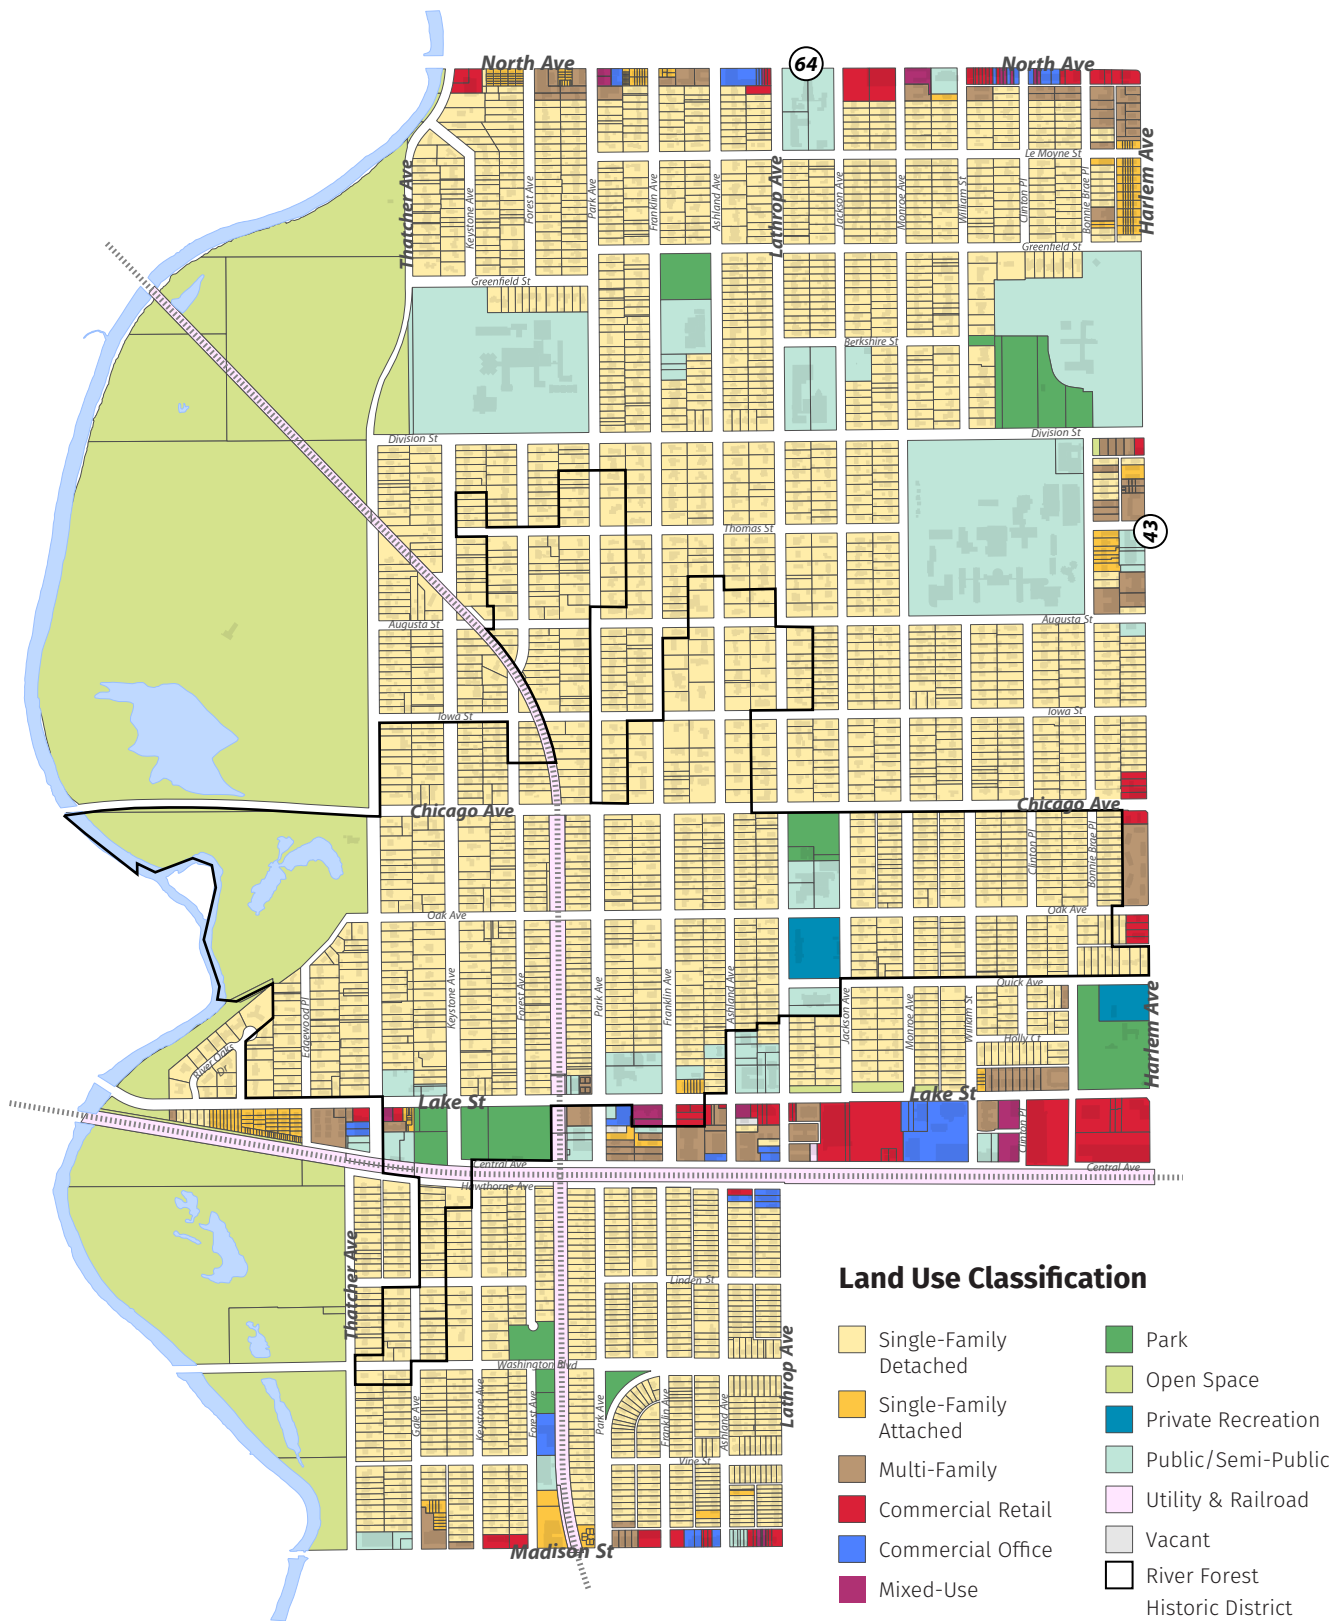 North Ave
64
North Ave
Le Moyne St
Thatcher Ave
Keystone Ave
Forest Ave
Park Ave
Franklin Ave
Ashland Ave
Lathrop Ave
Jackson Ave
Monroe Ave
William St
Clinton Pl
Bonnie Brae Pl
Harlem Ave
Greenfield St
Greenfield St
Berkshire St
Division St
Division St
Thomas St
43
Augusta St
Augusta St
Iowa St
Iowa St
Chicago Ave
Chicago Ave
Clinton Pl
Bonnie Brae Pl
Oak Ave
Oak Ave
Edgewood Pl
Keystone Ave
Forest Ave
Park Ave
Franklin Ave
Ashland Ave
Quick Ave
Jackson Ave
Monroe Ave
William St
Harlem Ave
Holly Ct
River Oaks
Dr
Lake St
Lake St
Clinton Pl
Central Ave
Central Ave
Hawthorne Ave
Thatcher Ave
Linden St
Lathrop Ave
Washington Blvd
Gale Ave
Keystone Ave
Forest Ave
Park Ave
Franklin Ave
Ashland Ave
Vine St
Madison St
Land Use Classification
Single-Family
Detached
Single-Family
Attached
Multi-Family
Commercial Retail
Commercial Office
Mixed-Use
Park
Open Space
Private Recreation
Public/Semi-Public
Utility & Railroad
Vacant
River Forest
Historic District